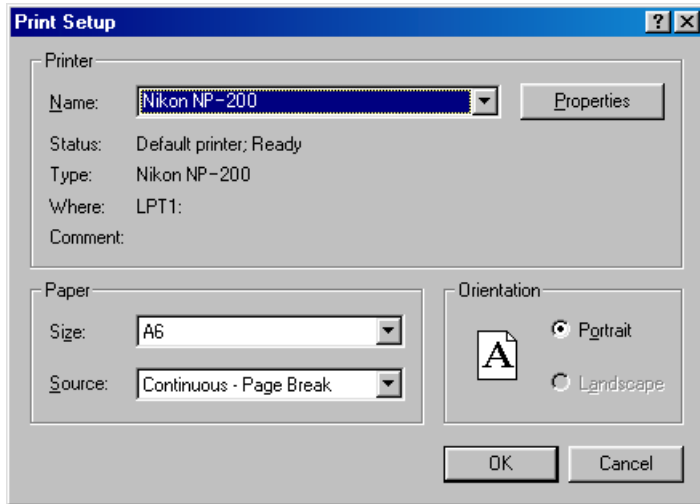 Print Setup
Printer
Name: Nikon NP-200 Properties
Status: Default printer; Ready
Type: Nikon NP-200
Where: LPT1:
Comment:
Paper
Size: A6
Source: Continuous - Page Break
Orientation
A
Portrait
Landscape
OK Cancel